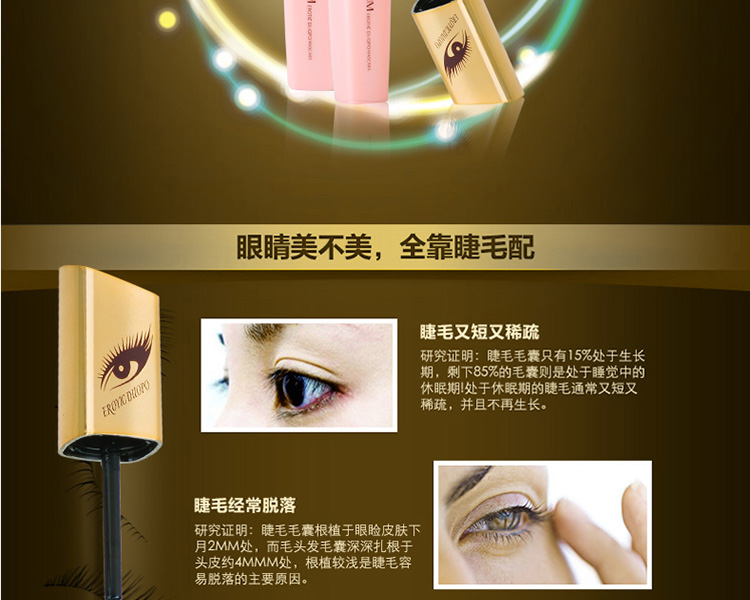 M
EROTIC DUOPO
眼睛美不美,全靠睫毛配
EROTIC DUOPO
睫毛又短又稀疏
研究证明:睫毛毛囊只有15%处于生长
期,剩下85%的毛囊则是处于睡觉中的
休眠期!处于休眠期的睫毛通常又短又
稀疏,并且不再生长。
睫毛经常脱落
研究证明:睫毛毛囊根植于眼睑皮肤下
月2MM处,而毛头发毛囊深深扎根于
头皮约4MMM处,根植较浅是睫毛容
易脱落的主要原因。